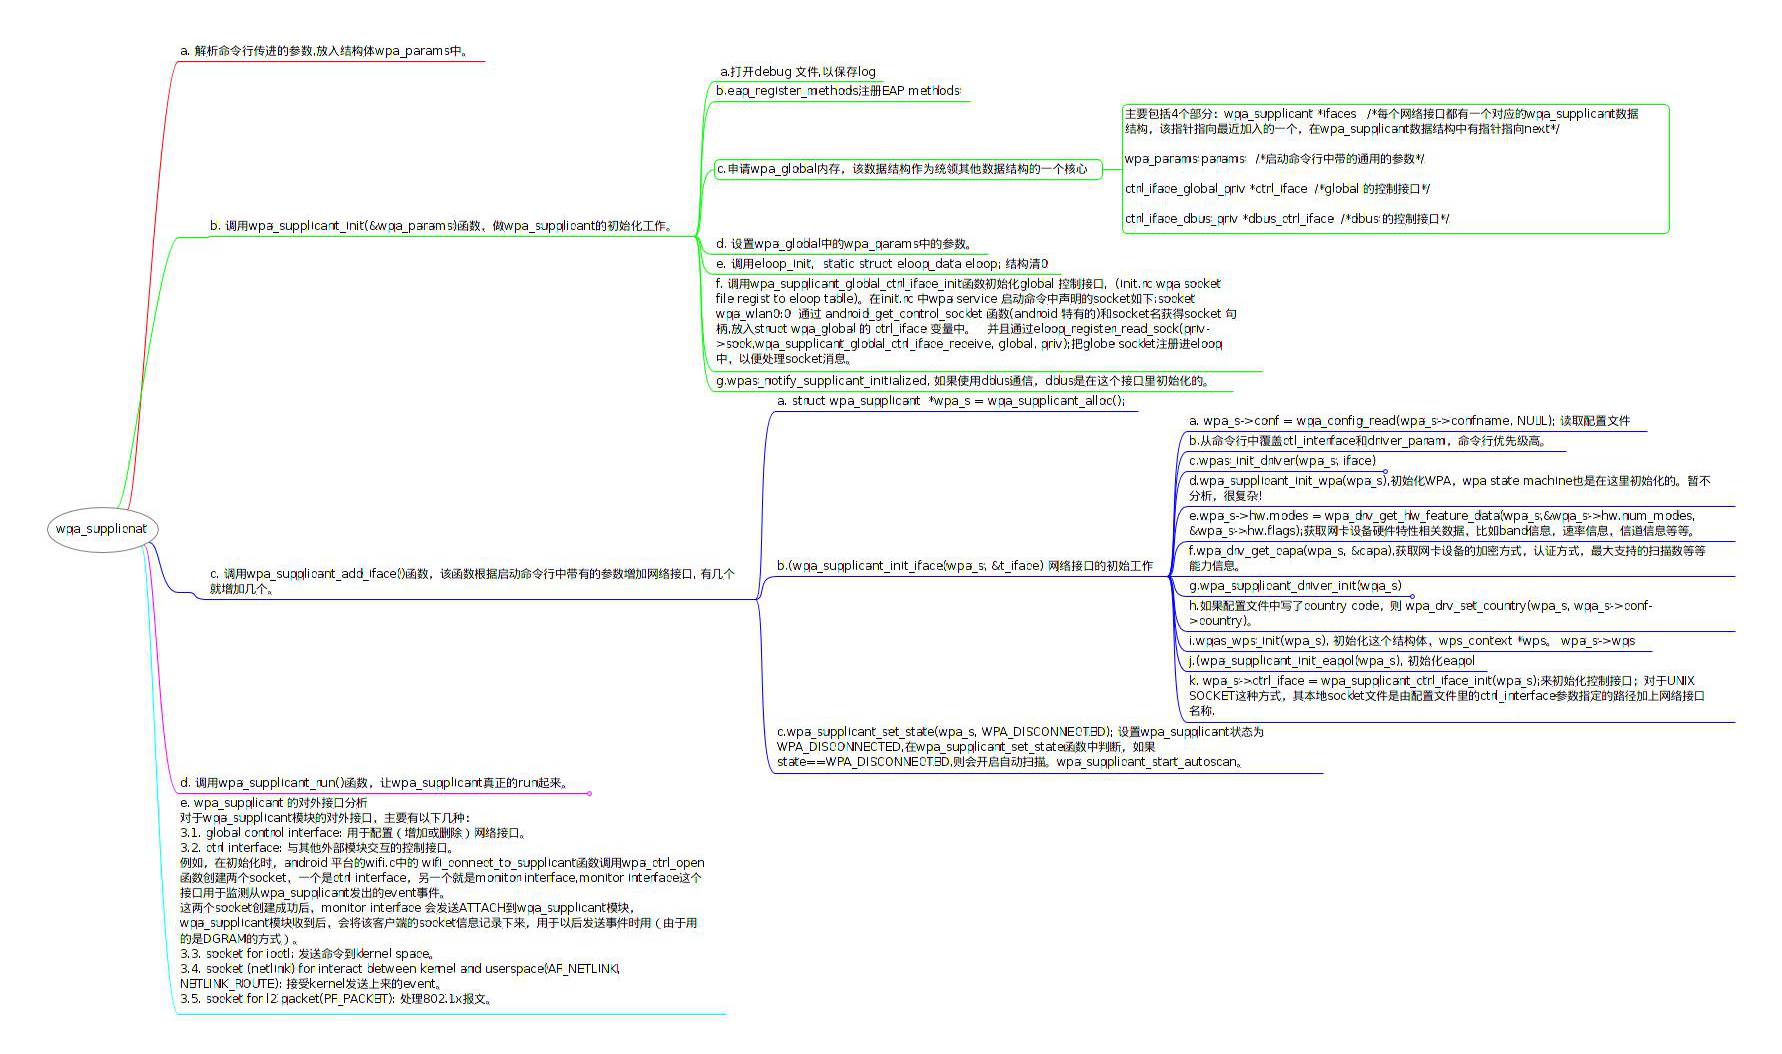 a. 解析命令行传进的参数,放入结构体wpa_params中。
a.打开debug 文件,以保存log
b.eap_register_methods注册EAP methods
主要包括4个部分：wpa_supplicant *ifaces /*每个网络接口都有一个对应的wpa_supplicant数据
结构，该指针指向最近加入的一个，在wpa_supplicant数据结构中有指针指向next*/
wpa_params params /*启动命令行中带的通用的参数*/
ctrl_iface_global_priv *ctrl_iface /*global 的控制接口*/
ctrl_iface_dbus_priv *dbus_ctrl_iface /*dbus 的控制接口*/
c.申请wpa_global内存，该数据结构作为统领其他数据结构的一个核心
b. 调用wpa_supplicant_init(&wpa_params)函数，做wpa_supplicant的初始化工作。
d. 设置wpa_global中的wpa_params中的参数。
e. 调用eloop_init, static struct eloop_data eloop; 结构清0
f. 调用wpa_supplicant_global_ctrl_iface_init函数初始化global 控制接口,（init.rc wpa socket
file regist to eloop table)。在init.rc 中wpa service 启动命令中声明的socket如下:socket
wpa_wlan0:0 通过 android_get_control_socket 函数(android 特有的)和socket名获得socket 句
柄,放入struct wpa_global 的 ctrl_iface 变量中。 并且通过eloop_register_read_sock(priv-
>sock,wpa_supplicant_global_ctrl_iface_receive, global, priv);把globe socket注册进eloop
中，以便处理socket消息。
g.wpas_notify_supplicant_initialized, 如果使用dbus通信，dbus是在这个接口里初始化的。
a. struct wpa_supplicant *wpa_s = wpa_supplicant_alloc();
a. wpa_s->conf = wpa_config_read(wpa_s->confname, NULL); 读取配置文件
b.从命令行中覆盖ctl_interface和driver_param，命令行优先级高。
c.wpas_init_driver(wpa_s, iface)
d.wpa_supplicant_init_wpa(wpa_s),初始化WPA，wpa state machine也是在这里初始化的。暂不
分析，很复杂!
wpa_supplienat
e.wpa_s->hw.modes = wpa_drv_get_hw_feature_data(wpa_s,&wpa_s->hw.num_modes,
&wpa_s->hw.flags);获取网卡设备硬件特性相关数据，比如band信息，速率信息，信道信息等等。
f.wpa_drv_get_capa(wpa_s, &capa),获取网卡设备的加密方式，认证方式，最大支持的扫描数等等
能力信息。
b.(wpa_supplicant_init_iface(wpa_s, &t_iface) 网络接口的初始工作
c. 调用wpa_supplicant_add_iface()函数，该函数根据启动命令行中带有的参数增加网络接口, 有几个
就增加几个。
g.wpa_supplicant_driver_init(wpa_s)
h.如果配置文件中写了country code，则 wpa_drv_set_country(wpa_s, wpa_s->conf-
>country)。
i.wpas_wps_init(wpa_s), 初始化这个结构体，wps_context *wps。 wpa_s->wps
j.(wpa_supplicant_init_eapol(wpa_s), 初始化eapol
k. wpa_s->ctrl_iface = wpa_supplicant_ctrl_iface_init(wpa_s);来初始化控制接口；对于UNIX
SOCKET这种方式，其本地socket文件是由配置文件里的ctrl_interface参数指定的路径加上网络接口
名称.
c.wpa_supplicant_set_state(wpa_s, WPA_DISCONNECTED); 设置wpa_supplicant状态为
WPA_DISCONNECTED,在wpa_supplicant_set_state函数中判断，如果
state==WPA_DISCONNECTED,则会开启自动扫描。wpa_supplicant_start_autoscan。
d. 调用wpa_supplicant_run()函数，让wpa_supplicant真正的run起来。
e. wpa_supplicant 的对外接口分析
对于wpa_supplicant模块的对外接口，主要有以下几种：
3.1. global control interface: 用于配置（增加或删除）网络接口。
3.2. ctrl interface: 与其他外部模块交互的控制接口。
例如，在初始化时，android 平台的wifi.c中的 wifi_connect_to_supplicant函数调用wpa_ctrl_open
函数创建两个socket，一个是ctrl interface，另一个就是monitor interface,monitor interface这个
接口用于监测从wpa_supplicant发出的event事件。
这两个socket创建成功后，monitor interface 会发送ATTACH到wpa_supplicant模块，
wpa_supplicant模块收到后，会将该客户端的socket信息记录下来，用于以后发送事件时用（由于用
的是DGRAM的方式）。
3.3. socket for ioctl: 发送命令到kernel space。
3.4. socket (netlink) for interact between kernel and userspace(AF_NETLINK,
NETLINK_ROUTE): 接受kernel发送上来的event。
3.5. socket for l2 packet(PF_PACKET): 处理802.1x报文。